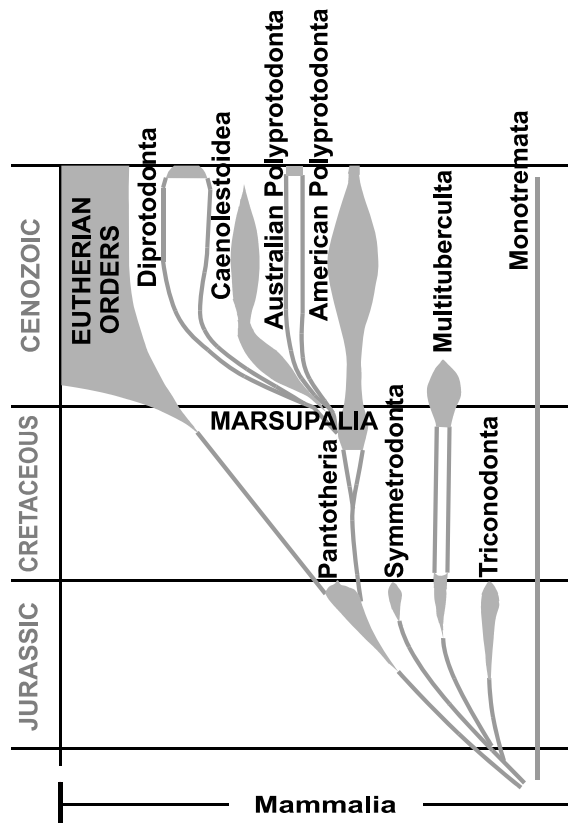 CENOZOIC
CRETACEOUS
JURASSIC
EUTHERIAN
ORDERS
Diprotodonta
Caenolestoidea
Australian Polyprotodonta
American Polyprotodonta
Multituberculta
Monotremata
MARSUPALIA
Pantotheria
Symmetrodonta
Triconodonta
Mammalia